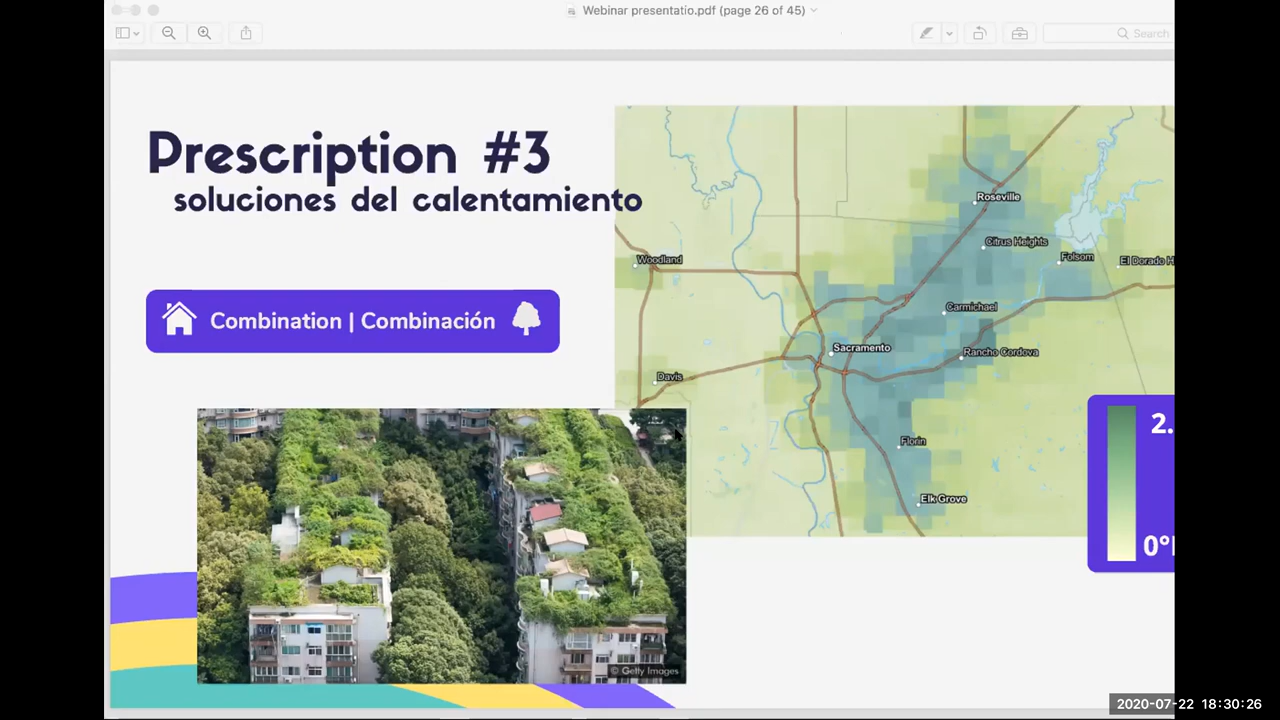 Webinar presentatio.pdf (page 26 of 45)
Search
Prescription #3
soluciones del calentamiento
Combination | Combinación
Roseville
Citrus Heights
Woodland
Folsom
El Dorado H
Carmichael
Sacramento
Rancho Cordova
Davis
2.
Florin
Elk Grove
0°
© Getty Images
2020-07-22 18:30:26